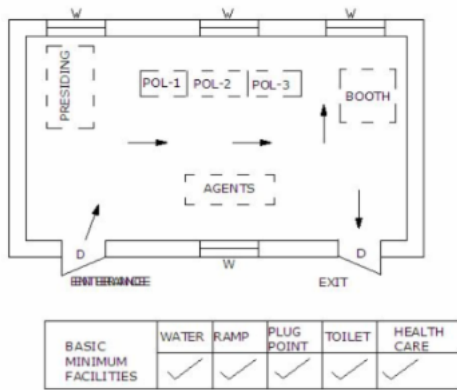 W W W
PRESIDING
POL-1 POL-2 POL-3
BOOTH
AGENTS
D D
W
EXIT
BASIC MINIMUM FACILITIES
WATER RAMP PLUG POINT TOILET HEALTH CARE